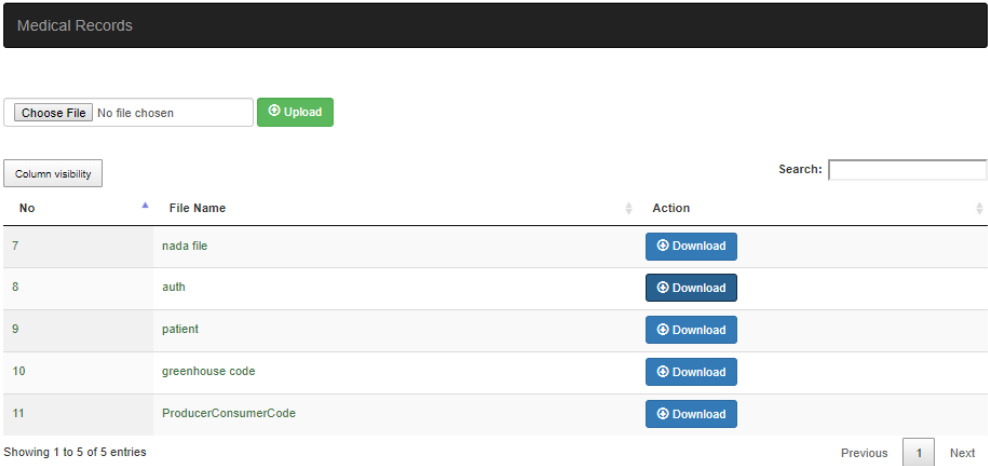 Medical Records
Choose File No file chosen Upload
Column visibility Search:
No File Name Action
7 nada file Download
8 auth Download
9 patient Download
10 greenhouse code Download
11 ProducerConsumerCode Download
Showing 1 to 5 of 5 entries Previous 1 Next